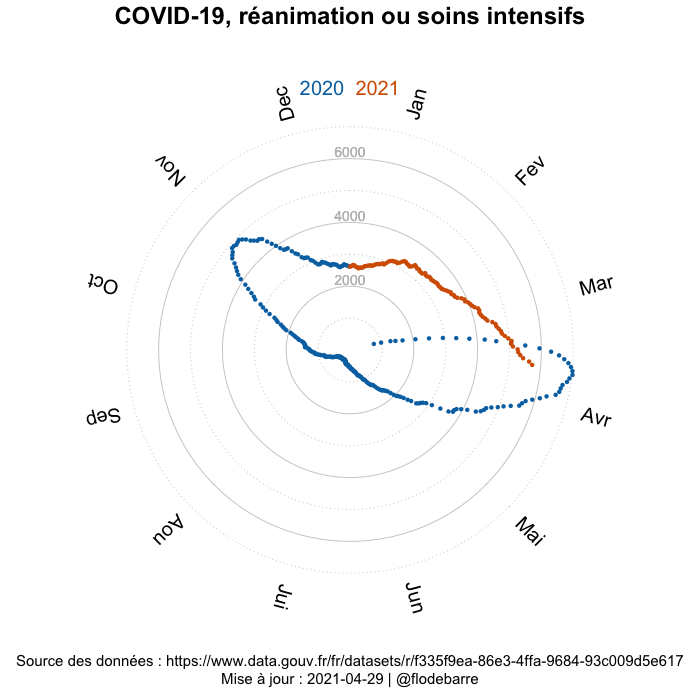 COVID-19, réanimation ou soins intensifs
2020 2021
Dec
Jan
Nov
Fev
6000
4000
Oct
Mar
2000
Sep
Avr
Aou
Mai
Jui
Jun
Source des données : https://www.data.gouv.fr/fr/datasets/r/f335f9ea-86e3-4ffa-9684-93c009d5e617
Mise à jour : 2021-04-29 | @flodebarre